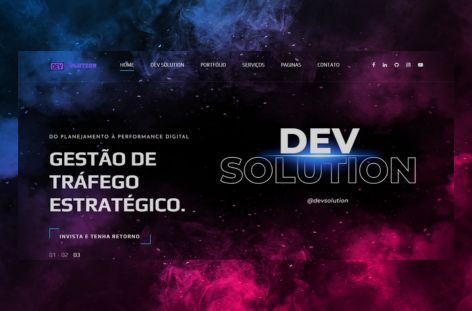 DEV SOLUTION
HOME DEV SOLUTION PORTFÓLIO SERVIÇOS PAGINAS CONTATO
DO PLANEJAMENTO À PERFORMANCE DIGITAL
GESTÃO DE
TRÁFEGO
ESTRATÉGICO.
INVISTA E TENHA RETORNO
01 · 02 · 03
DEV
SOLUTION
@devsolution